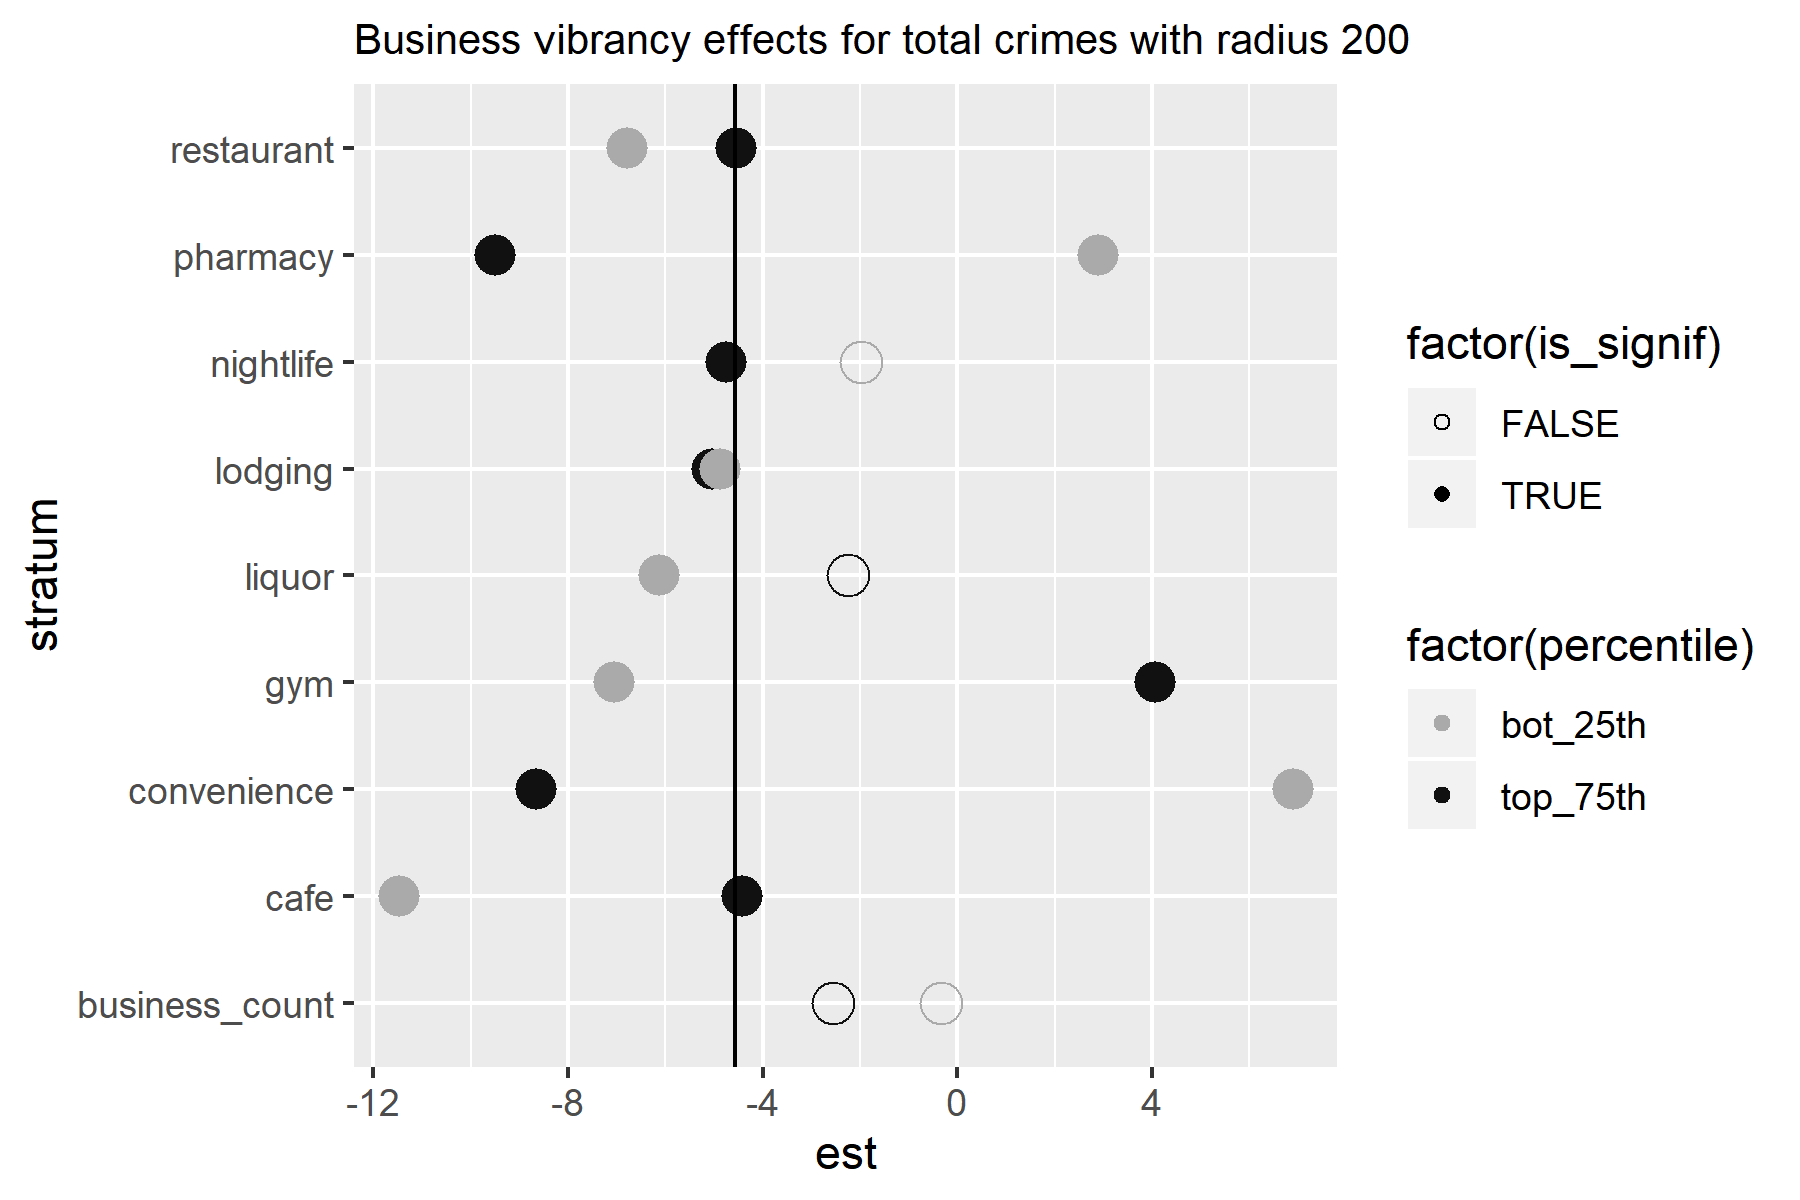 Business vibrancy effects for total crimes with radius 200
stratum
restaurant
pharmacy
nightlife
lodging
liquor
gym
convenience
cafe
business_count
-12 -8 -4 0 4
est
factor(is_signif)
FALSE
TRUE
factor(percentile)
bot_25th
top_75th